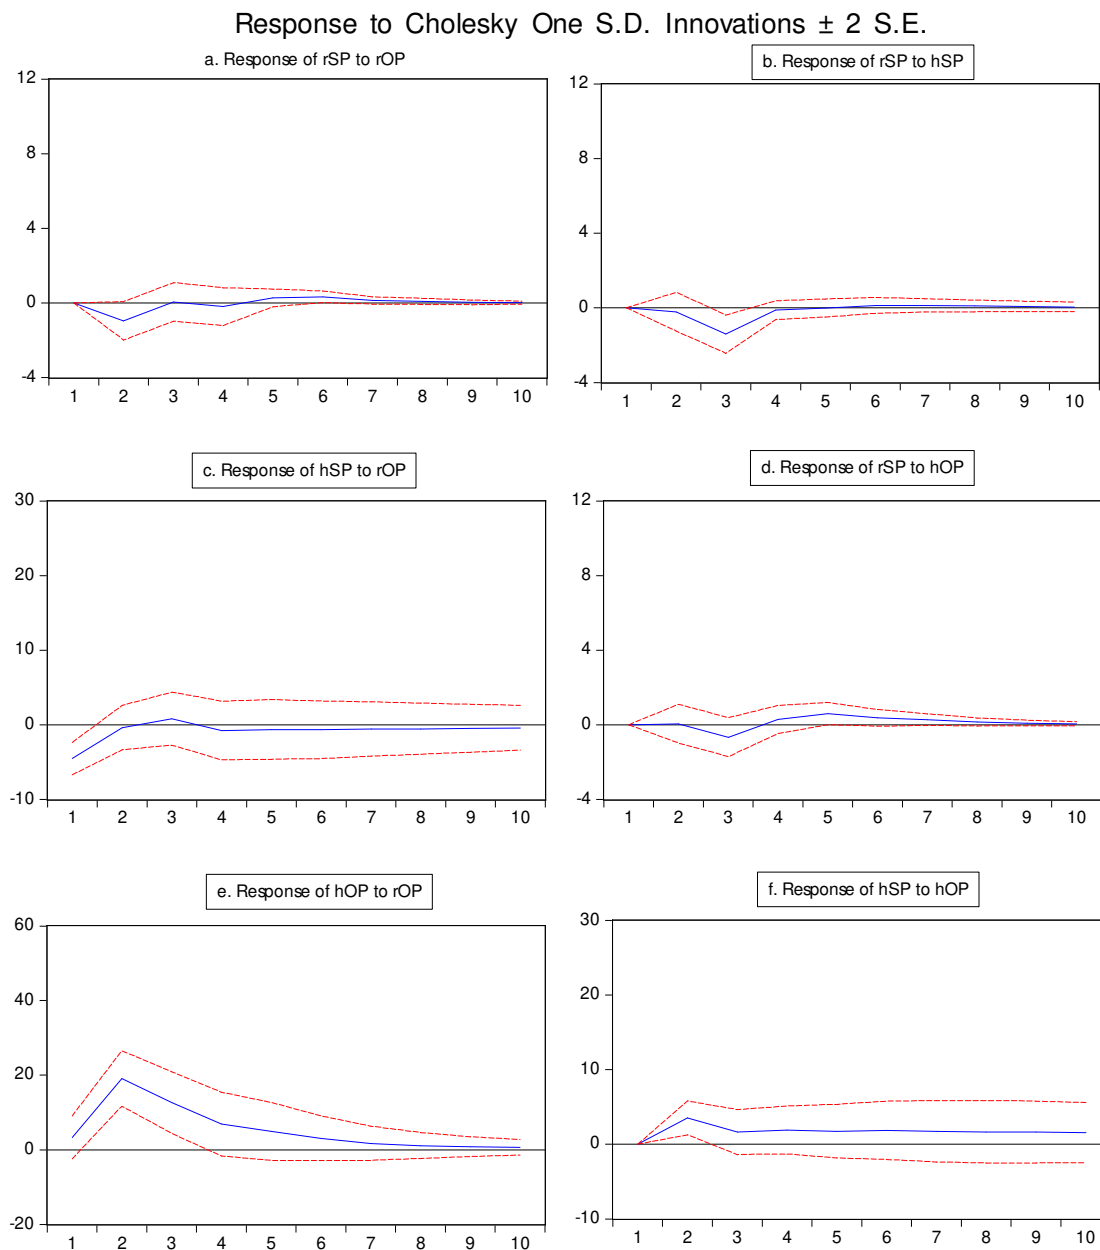 Response to Cholesky One S.D. Innovations ± 2 S.E.
a. Response of rSP to rOP
12
8
4
0
-4
1 2 3 4 5 6 7 8 9 10
b. Response of rSP to hSP
12
8
4
0
-4
1 2 3 4 5 6 7 8 9 10
c. Response of hSP to rOP
30
20
10
0
-10
1 2 3 4 5 6 7 8 9 10
d. Response of rSP to hOP
12
8
4
0
-4
1 2 3 4 5 6 7 8 9 10
e. Response of hOP to rOP
60
40
20
0
-20
1 2 3 4 5 6 7 8 9 10
f. Response of hSP to hOP
30
20
10
0
-10
1 2 3 4 5 6 7 8 9 10